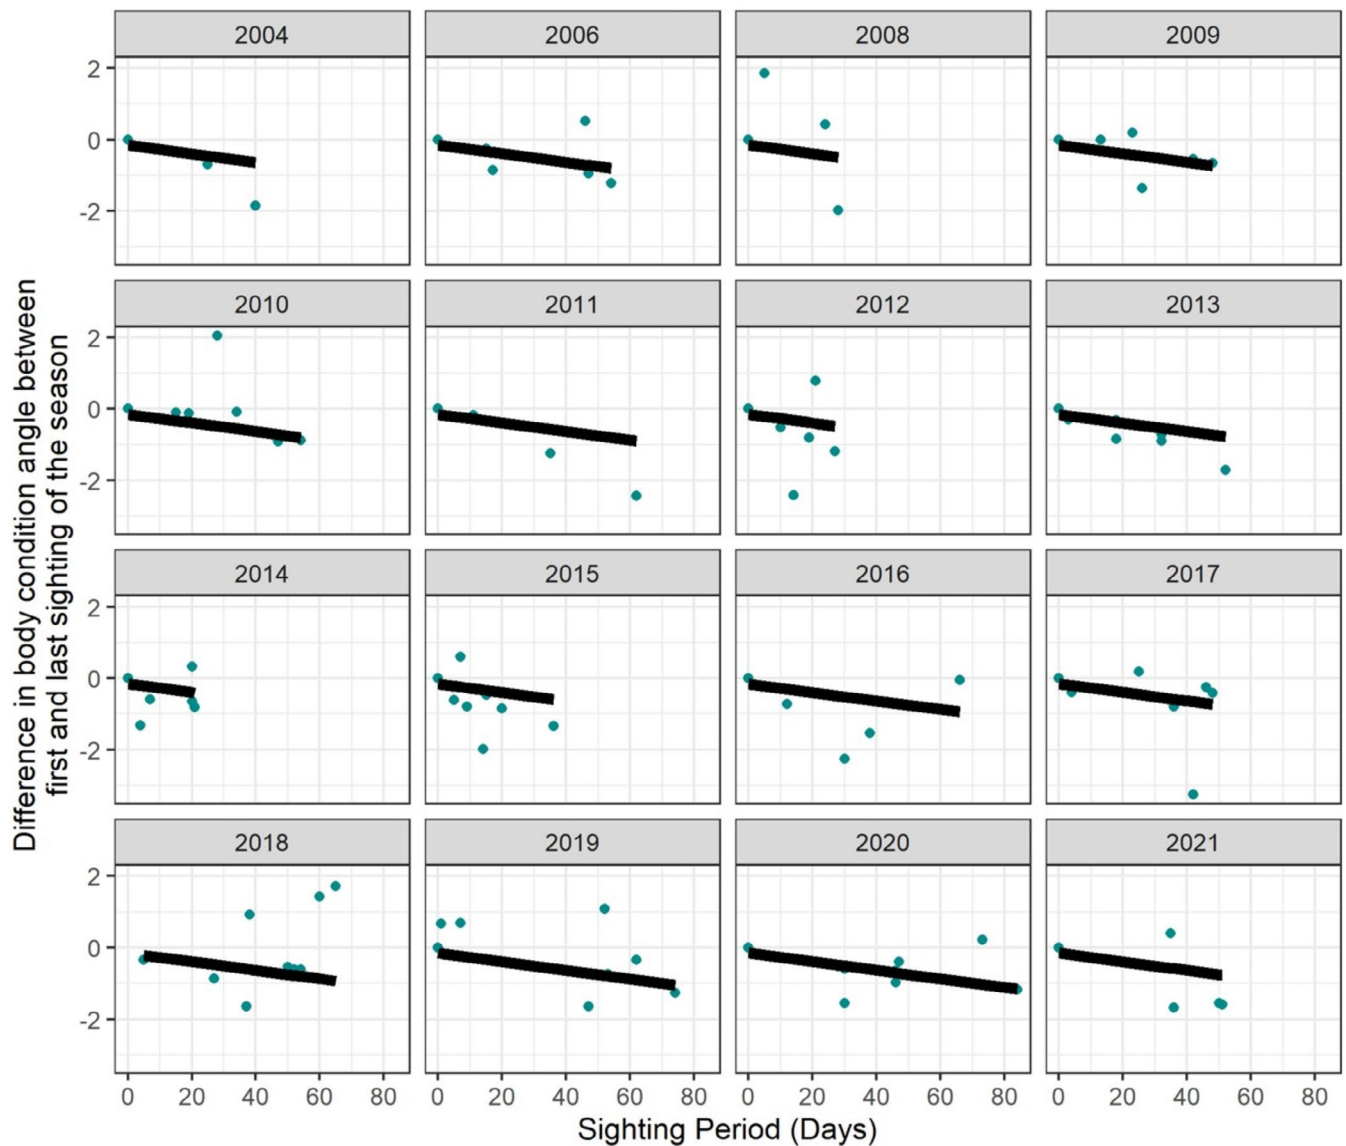 2004 2006 2008 2009
2
0
-2
2010 2011 2012 2013
2
0
-2
2014 2015 2016 2017
2
0
-2
2018 2019 2020 2021
2
0
-2
0 20 40 60 80 0 20 40 60 80 0 20 40 60 80 0 20 40 60 80
Sighting Period (Days)
Difference in body condition angle between
first and last sighting of the season